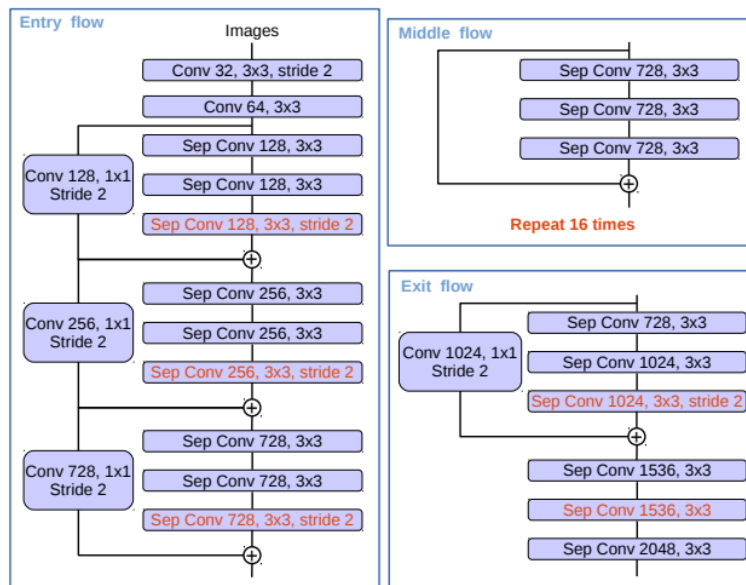 Entry flow
Images
Conv 32, 3x3, stride 2
Conv 64, 3x3
Sep Conv 128, 3x3
Conv 128, 1x1
Stride 2
Sep Conv 128, 3x3
Sep Conv 128, 3x3, stride 2
Sep Conv 256, 3x3
Conv 256, 1x1
Stride 2
Sep Conv 256, 3x3
Sep Conv 256, 3x3, stride 2
Sep Conv 728, 3x3
Conv 728, 1x1
Stride 2
Sep Conv 728, 3x3
Sep Conv 728, 3x3, stride 2
Middle flow
Sep Conv 728, 3x3
Sep Conv 728, 3x3
Sep Conv 728, 3x3
Repeat 16 times
Exit flow
Sep Conv 728, 3x3
Conv 1024, 1x1
Stride 2
Sep Conv 1024, 3x3
Sep Conv 1024, 3x3, stride 2
Sep Conv 1536, 3x3
Sep Conv 1536, 3x3
Sep Conv 2048, 3x3